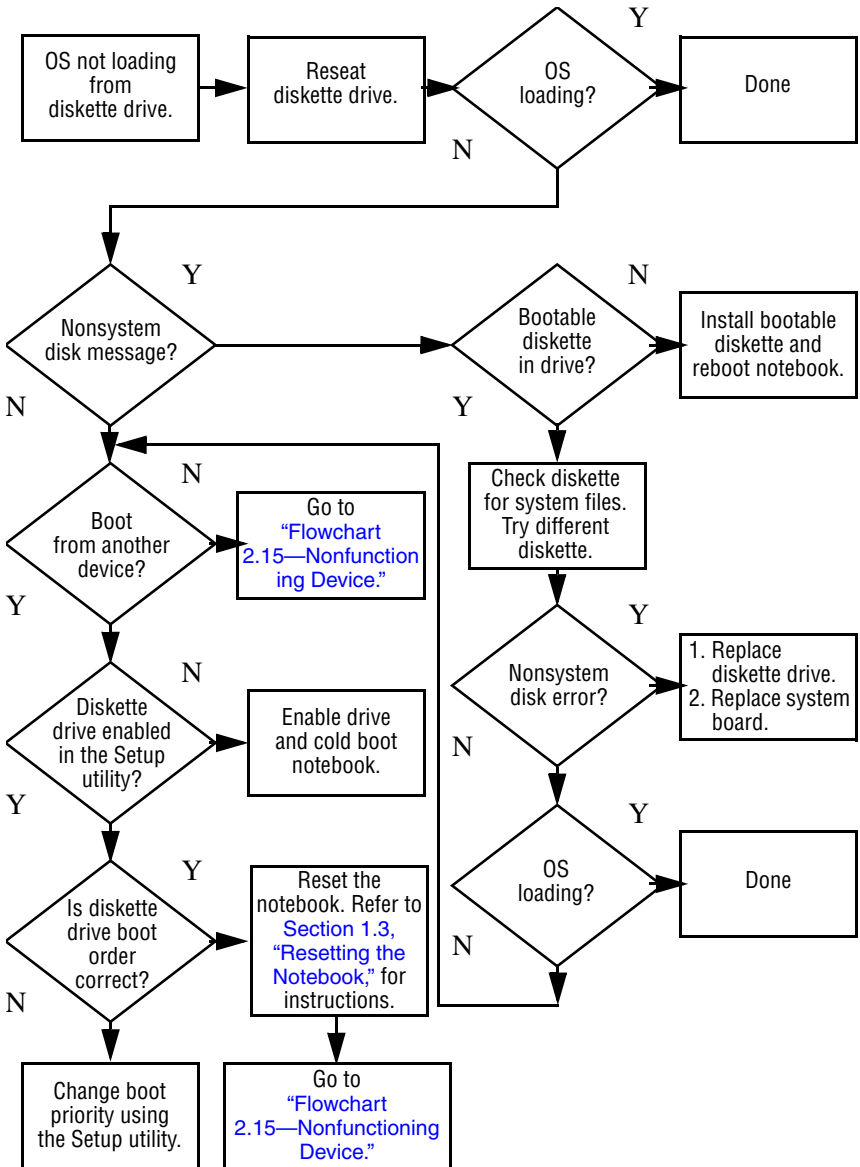 OS not loading
from
diskette drive.
Reseat
diskette drive.
OS
loading?
Y
N
Done
Nonsystem
disk message?
Y
N
Bootable
diskette
in drive?
N
Y
Install bootable
diskette and
reboot notebook.
Boot
from another
device?
N
Y
Go to
“Flowchart
2.15—Nonfunction
ing Device.”
Check diskette
for system files.
Try different
diskette.
Diskette
drive enabled
in the Setup
utility?
N
Y
Enable drive
and cold boot
notebook.
Nonsystem
disk error?
Y
N
1. Replace
diskette drive.
2. Replace system
board.
Is diskette
drive boot
order
correct?
Y
N
Reset the
notebook. Refer to
Section 1.3,
“Resetting the
Notebook,” for
instructions.
OS
loading?
Y
N
Done
Change boot
priority using
the Setup utility.
Go to
“Flowchart
2.15—Nonfunctioning
Device.”